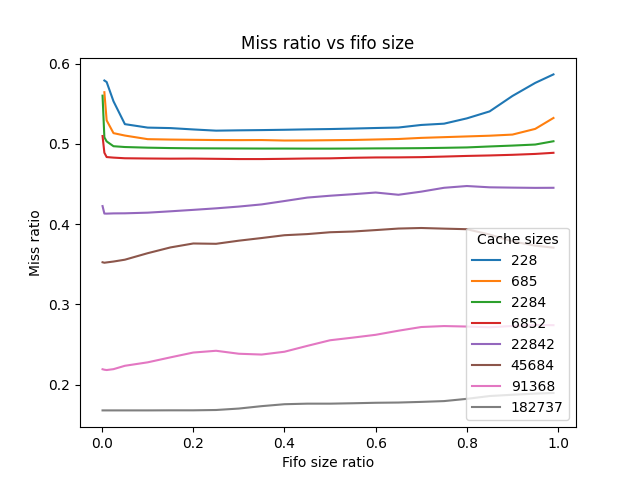 Miss ratio vs fifo size
0.6
0.5
0.4
0.3
0.2
Miss ratio
Cache sizes
228
685
2284
6852
22842
45684
91368
182737
0.0 0.2 0.4 0.6 0.8 1.0
Fifo size ratio